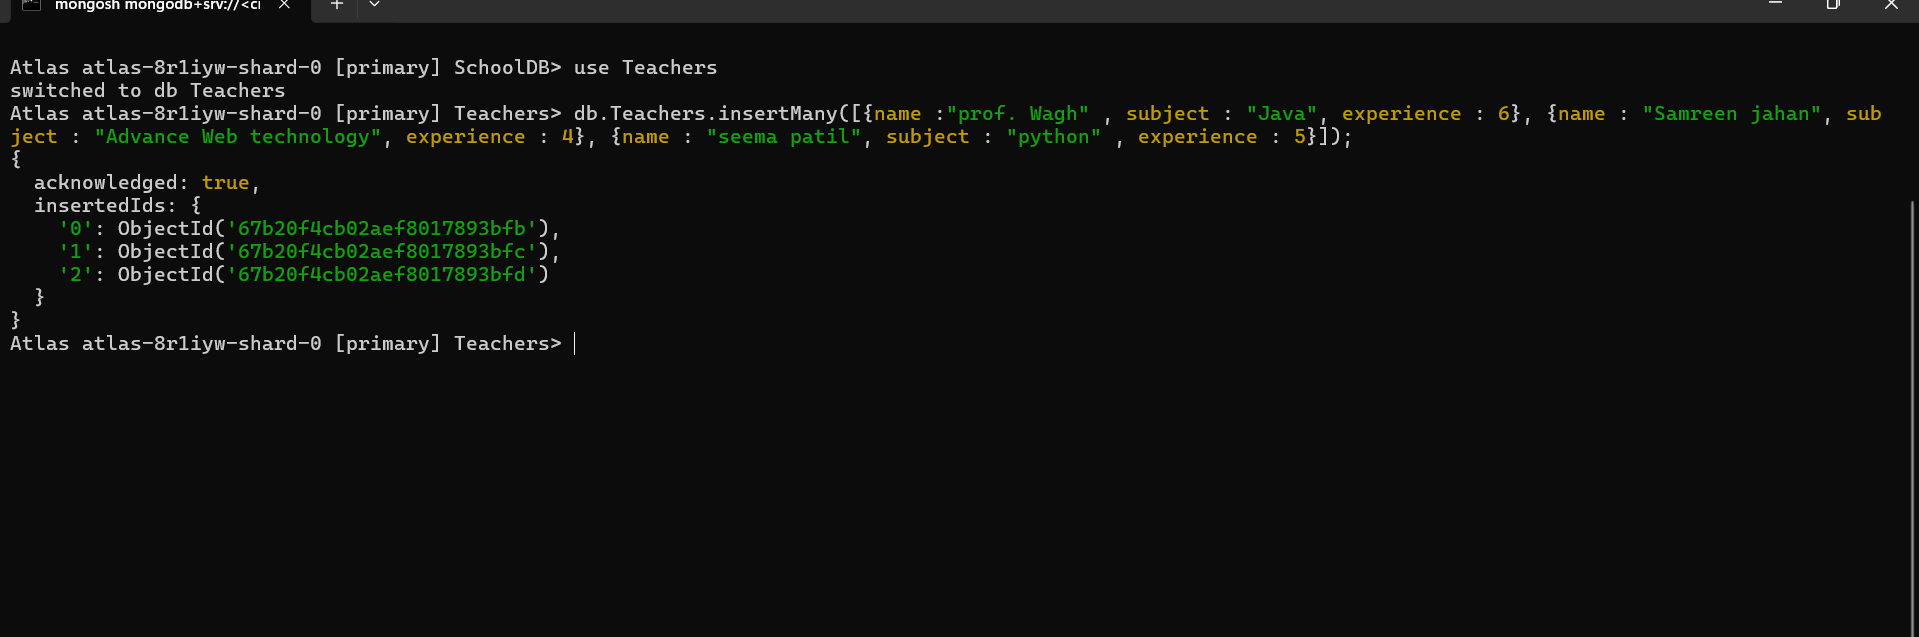 mongosh mongodb+srv://<cl
Atlas atlas-8r1iyw-shard-0 [primary] SchoolDB> use Teachers
switched to db Teachers
Atlas atlas-8r1iyw-shard-0 [primary] Teachers> db.Teachers.insertMany([{name :"prof. Wagh" , subject : "Java", experience : 6}, {name : "Samreen jahan", sub
ject : "Advance Web technology", experience : 4}, {name : "seema patil", subject : "python" , experience : 5}]);
{
  acknowledged: true,
  insertedIds: {
    '0': ObjectId('67b20f4cb02aef8017893bfb'),
    '1': ObjectId('67b20f4cb02aef8017893bfc'),
    '2': ObjectId('67b20f4cb02aef8017893bfd')
  }
}
Atlas atlas-8r1iyw-shard-0 [primary] Teachers>